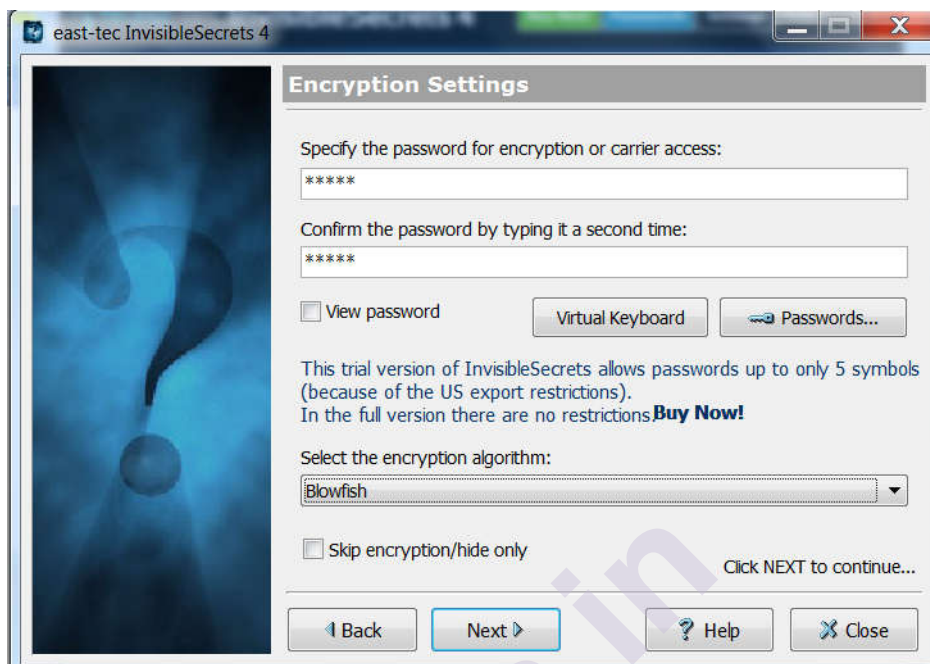 east-tec InvisibleSecrets 4
Encryption Settings
Specify the password for encryption or carrier access:
*****
Confirm the password by typing it a second time:
*****
View password
Virtual Keyboard
Passwords...
This trial version of InvisibleSecrets allows passwords up to only 5 symbols
(because of the US export restrictions).
In the full version there are no restrictions. Buy Now!
Select the encryption algorithm:
Blowfish
Skip encryption/hide only
Click NEXT to continue...
Back
Next
? Help
Close
in